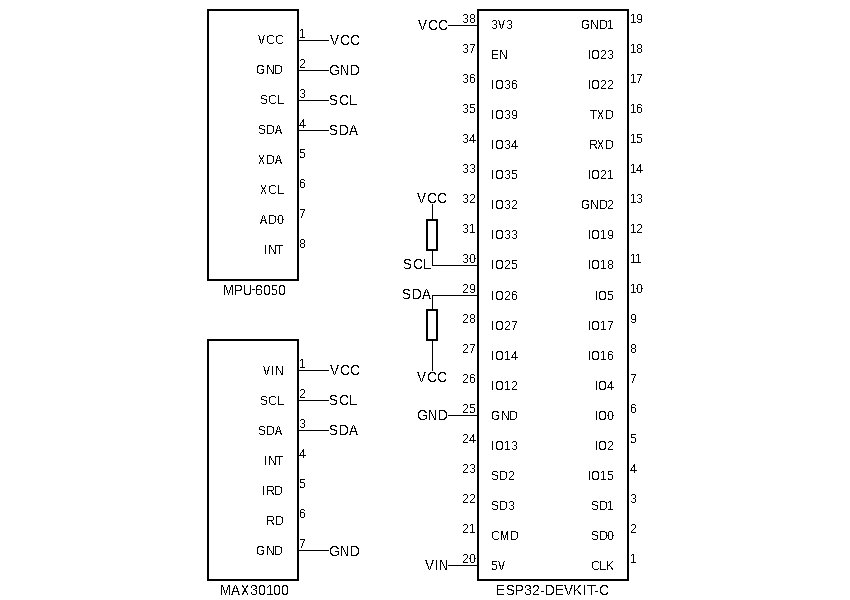 VCC 1 VCC
GND 2 GND
SCL 3 SCL
SDA 4 SDA
XDA 5
XCL 6
AD0 7
INT 8
MPU-6050
VIN 1 VCC
SCL 2 SCL
SDA 3 SDA
INT 4
IRD 5
RD 6
GND 7 GND
MAX30100
VCC 38 3V3 GND1 19
37 EN IO23 18
36 IO36 IO22 17
35 IO39 TXD 16
34 IO34 RXD 15
33 IO35 IO21 14
VCC 32 IO32 GND2 13
31 IO33 IO19 12
SCL 30 IO25 IO18 11
SDA 29 IO26 IO5 10
28 IO27 IO17 9
27 IO14 IO16 8
VCC 26 IO12 IO4 7
GND 25 GND IO0 6
24 IO13 IO2 5
23 SD2 IO15 4
22 SD3 SD1 3
21 CMD SD0 2
VIN 20 5V CLK 1
ESP32-DEVKIT-C